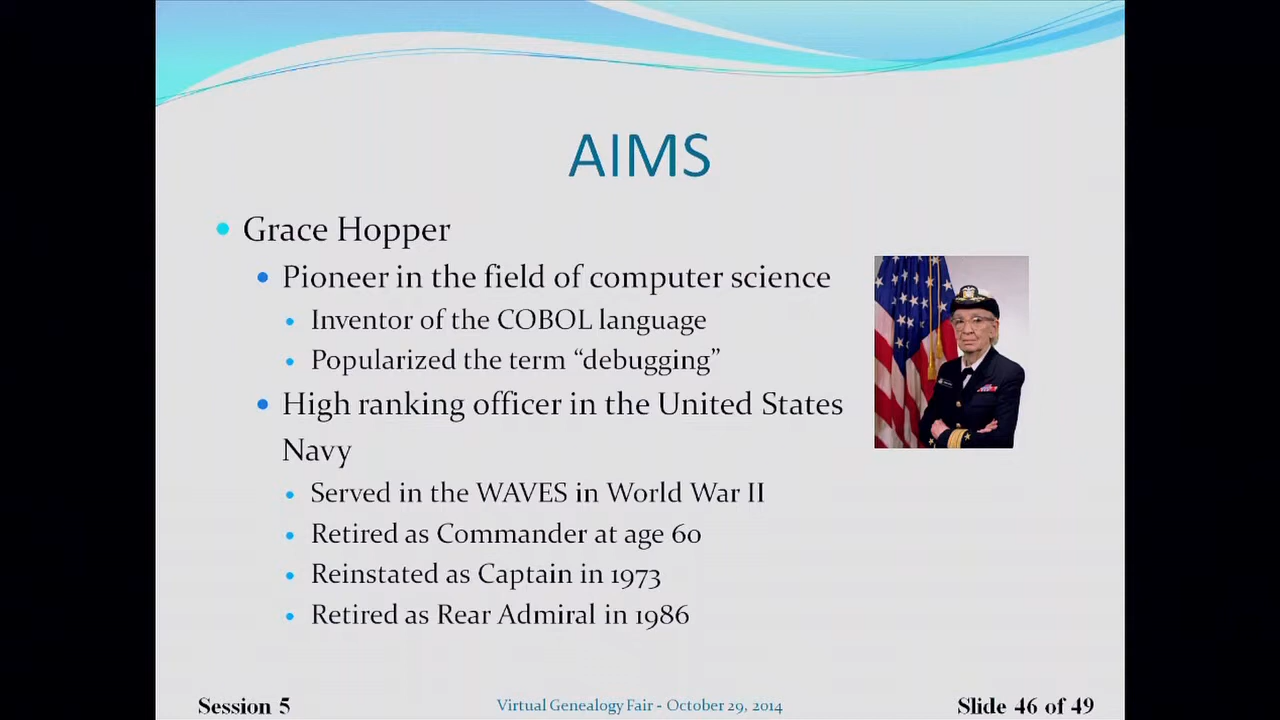 AIMS
Grace Hopper
Pioneer in the field of computer science
Inventor of the COBOL language
Popularized the term “debugging”
High ranking officer in the United States
Navy
Served in the WAVES in World War II
Retired as Commander at age 60
Reinstated as Captain in 1973
Retired as Rear Admiral in 1986
Session 5
Virtual Genealogy Fair - October 29, 2014
Slide 46 of 49